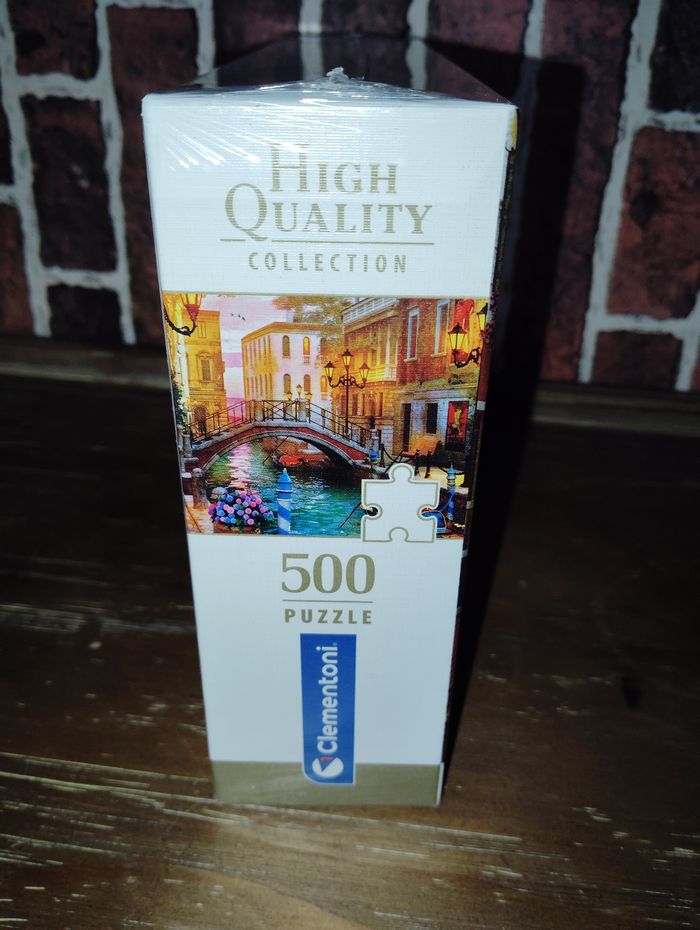 High
Quality
COLLECTION
500
PUZZLE
Clementoni